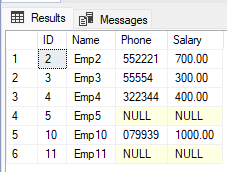 Results Messages
ID Name Phone Salary
1 2 Emp2 552221 700.00
2 3 Emp3 55554 300.00
3 4 Emp4 322344 400.00
4 5 Emp5 NULL NULL
5 10 Emp10 079939 1000.00
6 11 Emp11 NULL NULL